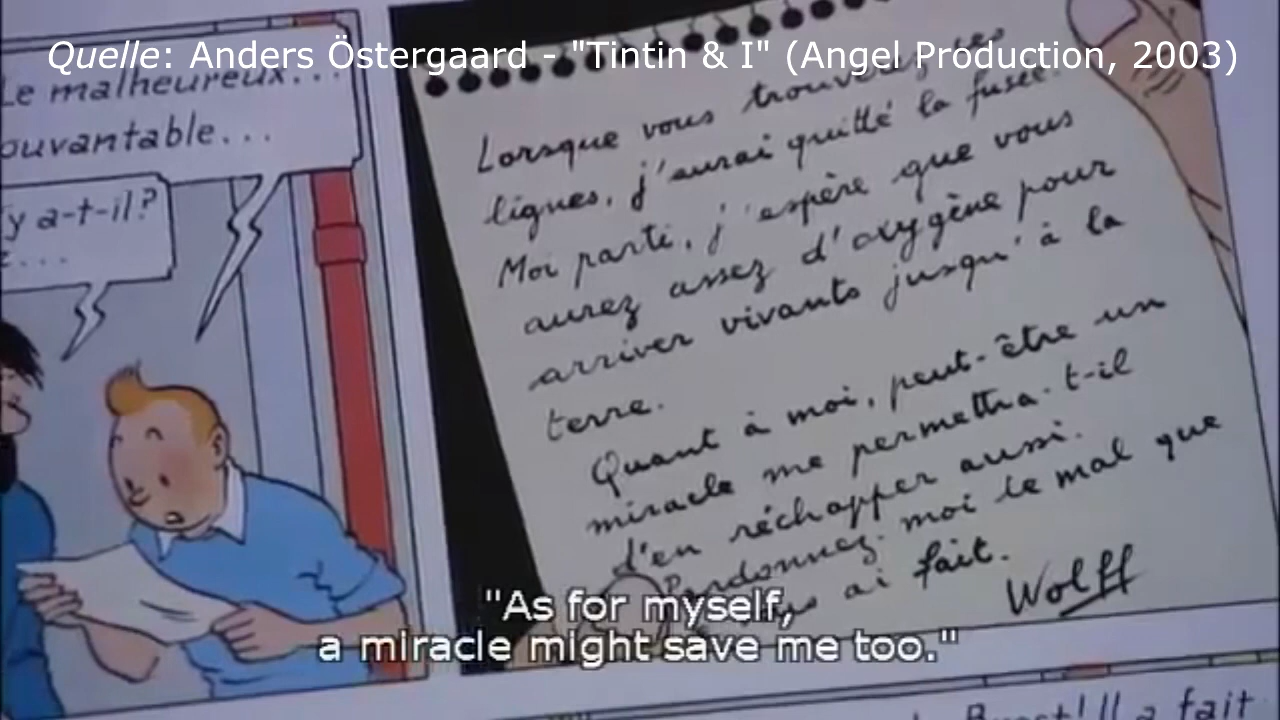 Quelle: Anders Östergaard - "Tintin & I" (Angel Production, 2003)
Le malheureux...
ouvantable...
y a-t-il?
Lorsque vous trouverez ces
lignes, j'aurai quitté la fusée.
Moi parti, j'espère que vous
aurez assez d'oxygène pour
arriver vivants jusqu'à la
terre.
Quant à moi, peut-être un
miracle me permettra-t-il
d'en réchapper aussi.
Pardonnez-moi le mal que
ai fait.
Wolff
"As for myself,
a miracle might save me too."
Il a fait